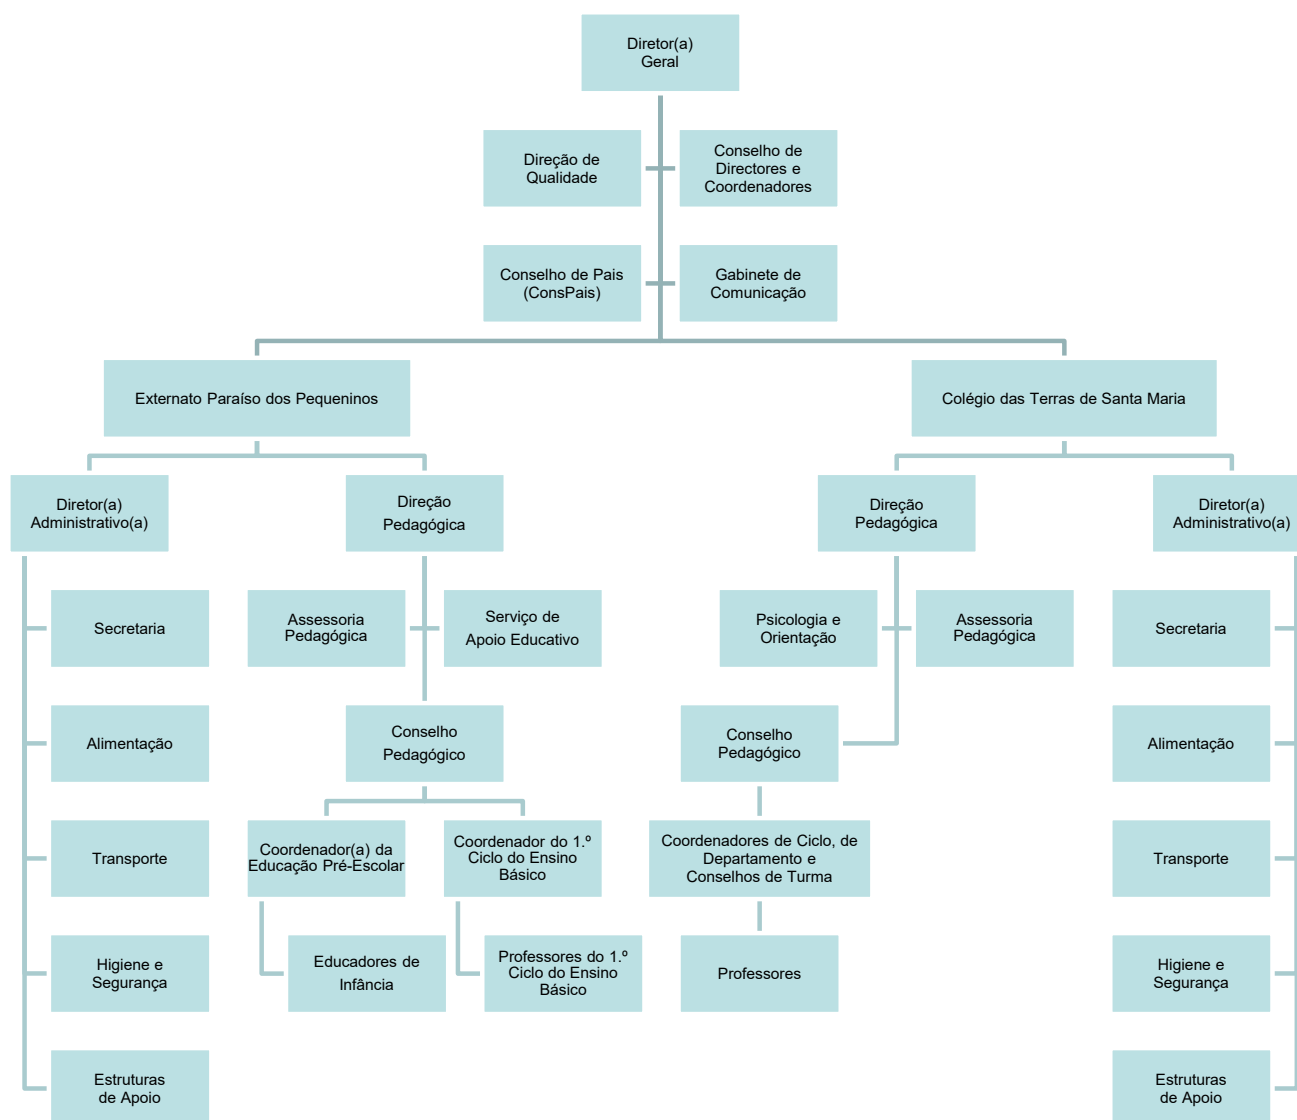 Diretor(a)
Geral
Direção de
Qualidade
Conselho de
Directores e
Coordenadores
Conselho de Pais
(ConsPais)
Gabinete de
Comunicação
Externato Paraíso dos Pequeninos
Colégio das Terras de Santa Maria
Diretor(a)
Administrativo(a)
Direção
Pedagógica
Direção
Pedagógica
Diretor(a)
Administrativo(a)
Secretaria
Assessoria
Pedagógica
Serviço de
Apoio Educativo
Psicologia e
Orientação
Assessoria
Pedagógica
Secretaria
Alimentação
Conselho
Pedagógico
Conselho
Pedagógico
Alimentação
Transporte
Coordenador(a) da
Educação Pré-Escolar
Coordenador do 1.º
Ciclo do Ensino
Básico
Coordenadores de Ciclo, de
Departamento e
Conselhos de Turma
Transporte
Higiene e
Segurança
Educadores de
Infância
Professores do 1.º
Ciclo do Ensino
Básico
Professores
Higiene e
Segurança
Estruturas
de Apoio
Estruturas
de Apoio